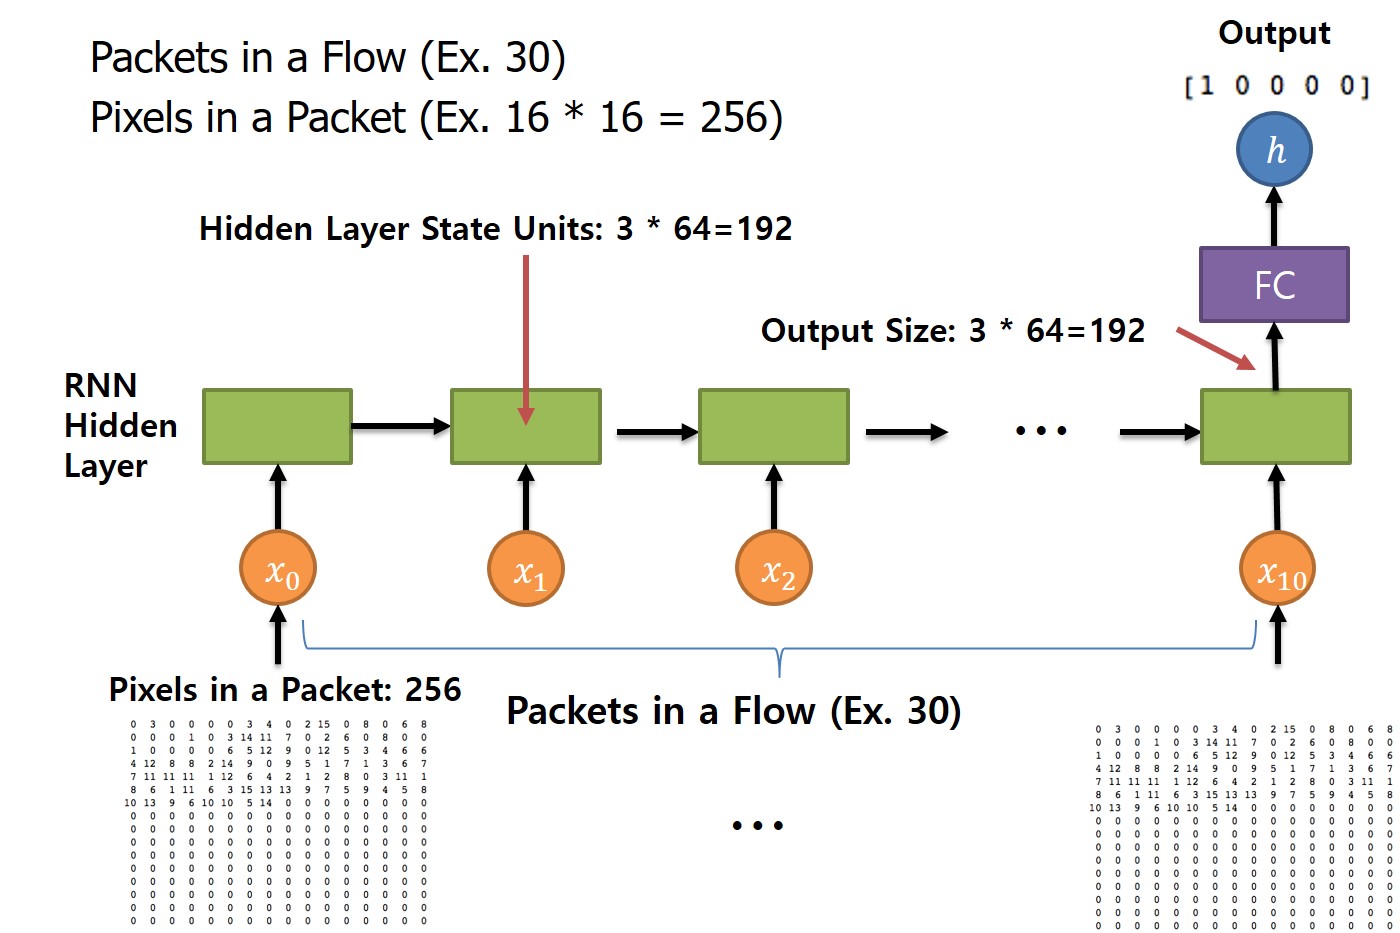 Packets in a Flow (Ex. 30)
Pixels in a Packet (Ex. 16 * 16 = 256)
Output
[1 0 0 0 0]
h
Hidden Layer State Units: 3 * 64=192
FC
Output Size: 3 * 64=192
RNN
Hidden
Layer
...
x0
x1
x2
x10
Pixels in a Packet: 256
Packets in a Flow (Ex. 30)
0 3 0 0 0 0 3 4 0 2 15 0 8 0 6 8
0 0 0 1 0 3 14 11 7 0 2 6 0 8 0 0
1 0 0 0 0 6 5 12 9 0 12 5 3 4 6 6
4 12 8 8 2 14 9 0 9 5 1 7 1 3 6 7
7 11 11 11 1 12 6 4 2 1 2 8 0 3 11 1
8 6 1 11 6 3 15 13 13 9 7 5 9 4 5 8
10 13 9 6 10 10 5 14 0 0 0 0 0 0 0 0
0 0 0 0 0 0 0 0 0 0 0 0 0 0 0 0
0 0 0 0 0 0 0 0 0 0 0 0 0 0 0 0
0 0 0 0 0 0 0 0 0 0 0 0 0 0 0 0
0 0 0 0 0 0 0 0 0 0 0 0 0 0 0 0
0 0 0 0 0 0 0 0 0 0 0 0 0 0 0 0
0 0 0 0 0 0 0 0 0 0 0 0 0 0 0 0
0 0 0 0 0 0 0 0 0 0 0 0 0 0 0 0
0 0 0 0 0 0 0 0 0 0 0 0 0 0 0 0
0 0 0 0 0 0 0 0 0 0 0 0 0 0 0 0
...
0 3 0 0 0 0 3 4 0 2 15 0 8 0 6 8
0 0 0 1 0 3 14 11 7 0 2 6 0 8 0 0
1 0 0 0 0 6 5 12 9 0 12 5 3 4 6 6
4 12 8 8 2 14 9 0 9 5 1 7 1 3 6 7
7 11 11 11 1 12 6 4 2 1 2 8 0 3 11 1
8 6 1 11 6 3 15 13 13 9 7 5 9 4 5 8
10 13 9 6 10 10 5 14 0 0 0 0 0 0 0 0
0 0 0 0 0 0 0 0 0 0 0 0 0 0 0 0
0 0 0 0 0 0 0 0 0 0 0 0 0 0 0 0
0 0 0 0 0 0 0 0 0 0 0 0 0 0 0 0
0 0 0 0 0 0 0 0 0 0 0 0 0 0 0 0
0 0 0 0 0 0 0 0 0 0 0 0 0 0 0 0
0 0 0 0 0 0 0 0 0 0 0 0 0 0 0 0
0 0 0 0 0 0 0 0 0 0 0 0 0 0 0 0
0 0 0 0 0 0 0 0 0 0 0 0 0 0 0 0
0 0 0 0 0 0 0 0 0 0 0 0 0 0 0 0